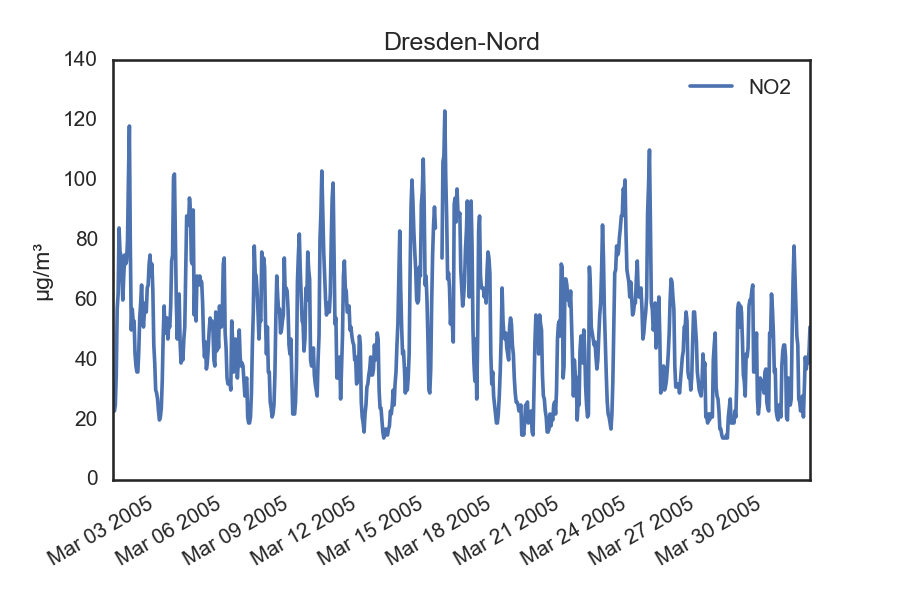 Dresden-Nord
140
120
100
80
60
40
20
0
µg/m³
NO2
Mar 03 2005
Mar 06 2005
Mar 09 2005
Mar 12 2005
Mar 15 2005
Mar 18 2005
Mar 21 2005
Mar 24 2005
Mar 27 2005
Mar 30 2005